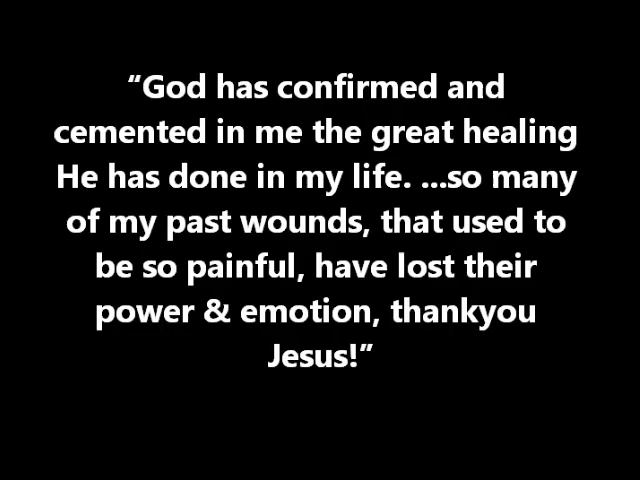 “God has confirmed and
cemented in me the great healing
He has done in my life. ...so many
of my past wounds, that used to
be so painful, have lost their
power & emotion, thankyou
Jesus!”